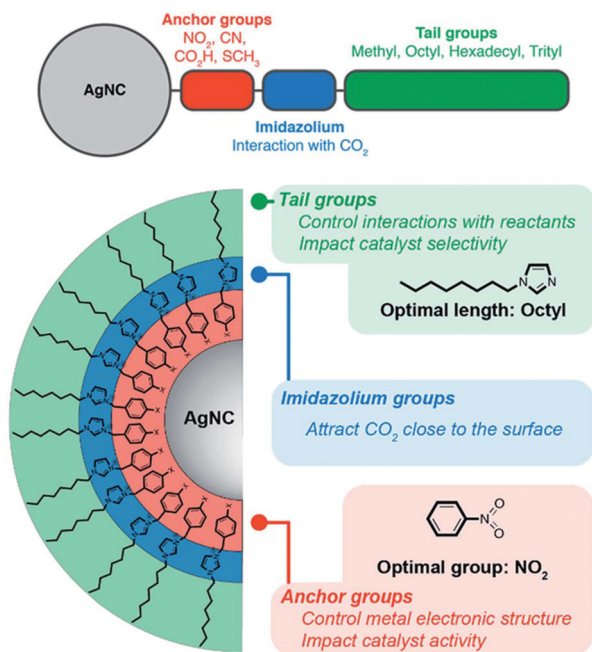 Anchor groups
NO₂, CN,
CO₂H, SCH₃
Tail groups
Methyl, Octyl, Hexadecyl, Trityl
AgNC
Imidazolium
Interaction with CO₂
Tail groups
Control interactions with reactants
Impact catalyst selectivity
N
N
Optimal length: Octyl
Imidazolium groups
Attract CO₂ close to the surface
AgNC
O
N
O
Optimal group: NO₂
Anchor groups
Control metal electronic structure
Impact catalyst activity